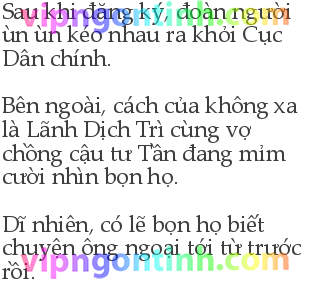 Sau khi đăng ký, đoàn người
ùn ùn kéo nhau ra khỏi Cục
Dân chính.
Bên ngoài, cách cửa không xa
là Lãnh Dịch Trì cùng vợ
chồng cậu tư Tần đang mỉm
cười nhìn bọn họ.
Dĩ nhiên, có lẽ bọn họ biết
chuyện ông ngoại tới từ trước
rồi.
vipngontinh.com
vipngontinh.com